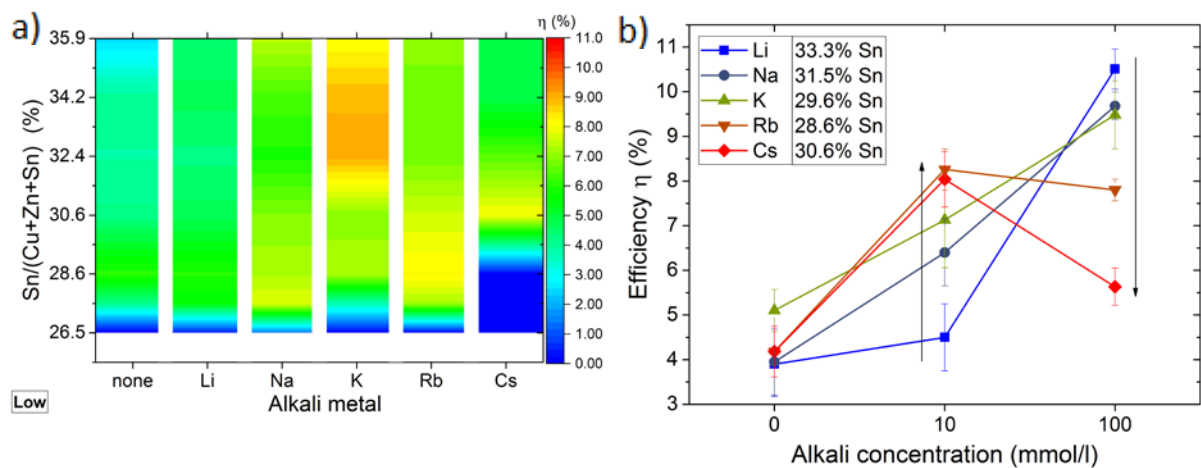 a)
η (%)
35.9
34.2
32.4
30.6
28.6
26.5
Sn/(Cu+Zn+Sn) (%)
11.0
10.0
9.00
8.00
7.00
6.00
5.00
4.00
3.00
2.00
1.00
0.00
none Li Na K Rb Cs
Alkali metal
Low
b)
11
10
9
8
7
6
5
4
3
Efficiency η (%)
Li 33.3% Sn
Na 31.5% Sn
K 29.6% Sn
Rb 28.6% Sn
Cs 30.6% Sn
0 10 100
Alkali concentration (mmol/l)